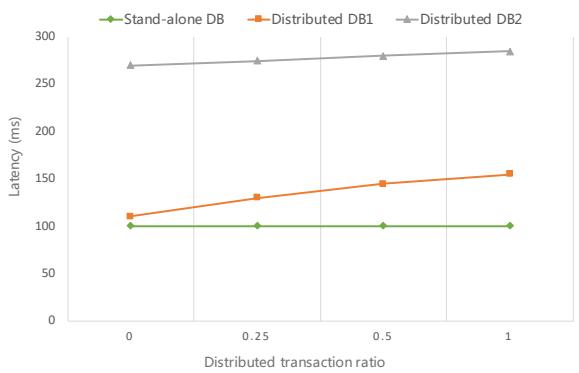 Stand-alone DB Distributed DB1 Distributed DB2
300
250
200
150
100
50
0
Latency (ms)
0 0.25 0.5 1
Distributed transaction ratio